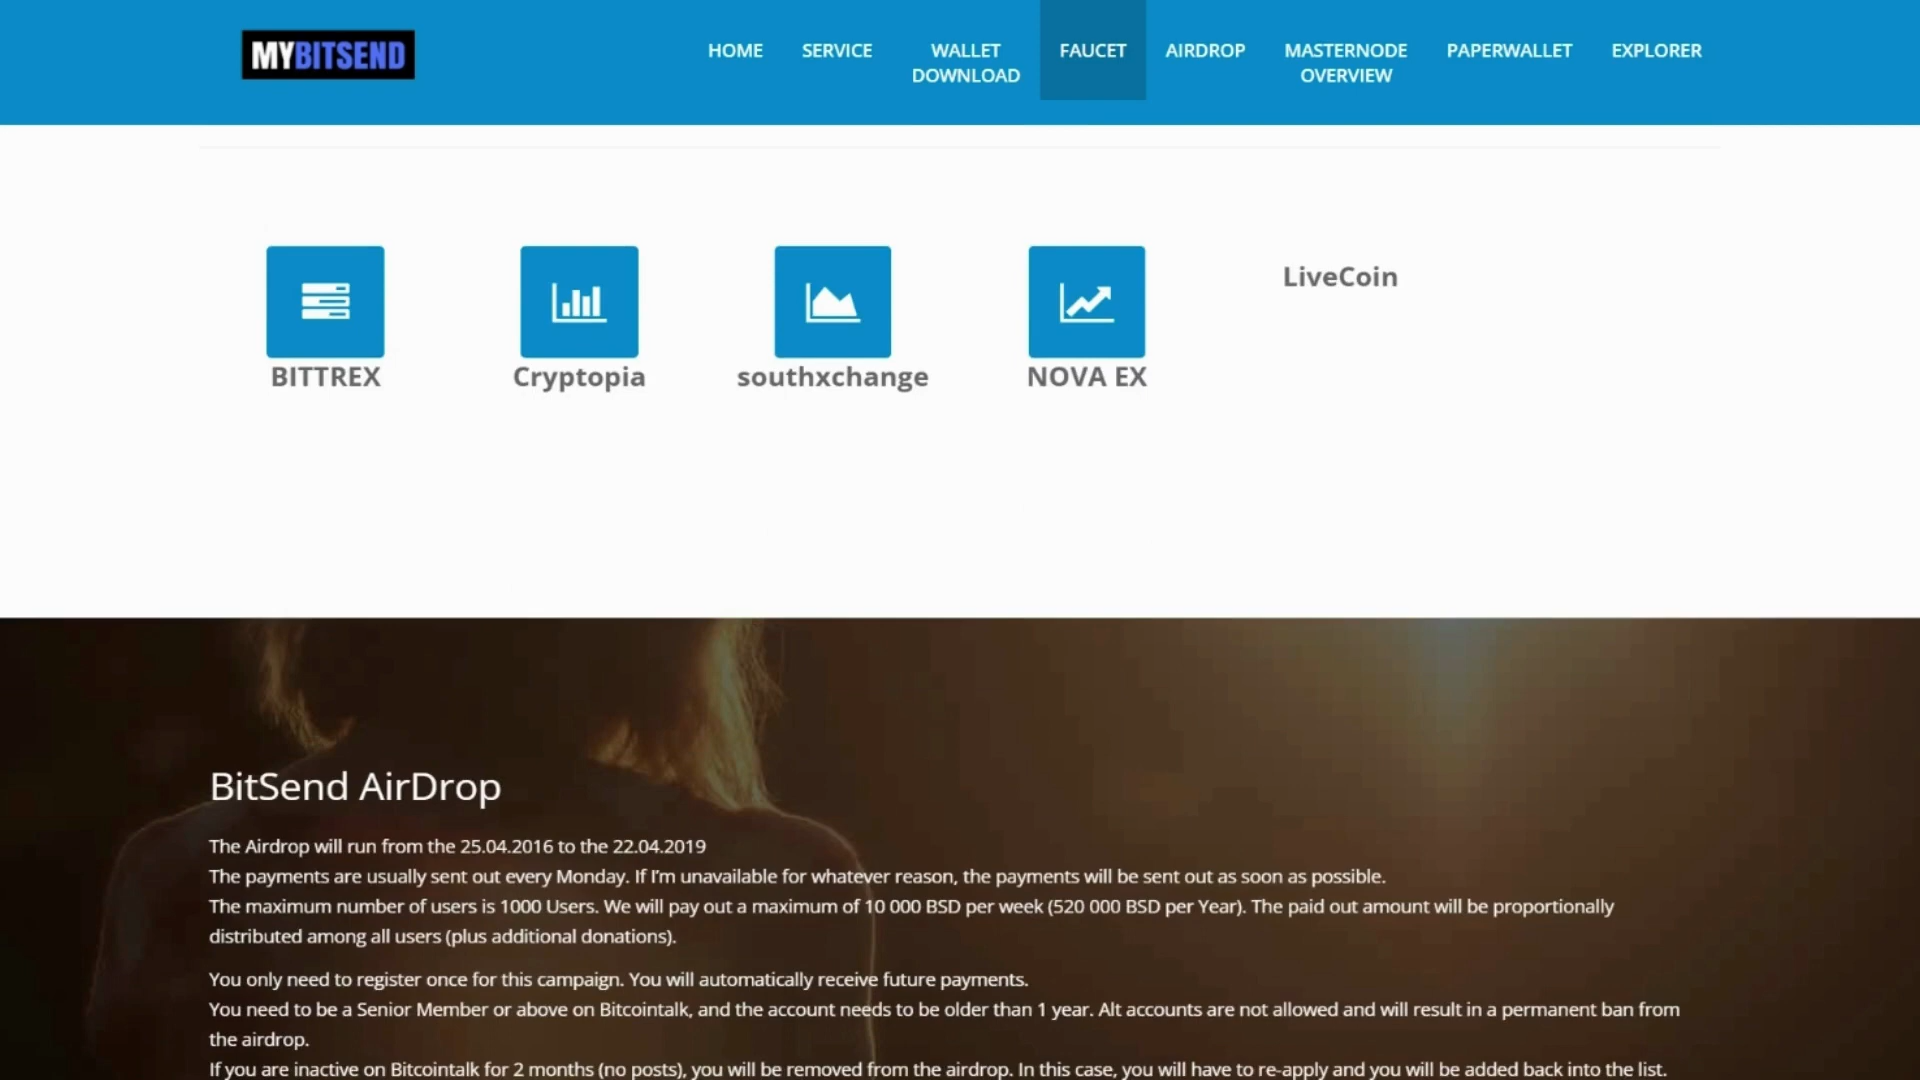 MYBITSEND
HOME
SERVICE
WALLET
DOWNLOAD
FAUCET
AIRDROP
MASTERNODE
OVERVIEW
PAPERWALLET
EXPLORER
BITTREX
Cryptopia
southxchange
NOVA EX
LiveCoin
BitSend AirDrop
The Airdrop will run from the 25.04.2016 to the 22.04.2019
The payments are usually sent out every Monday. If I'm unavailable for whatever reason, the payments will be sent out as soon as possible.
The maximum number of users is 1000 Users. We will pay out a maximum of 10 000 BSD per week (520 000 BSD per Year). The paid out amount will be proportionally
distributed among all users (plus additional donations).
You only need to register once for this campaign. You will automatically receive future payments.
You need to be a Senior Member or above on Bitcointalk, and the account needs to be older than 1 year. Alt accounts are not allowed and will result in a permanent ban from
the airdrop.
If you are inactive on Bitcointalk for 2 months (no posts), you will be removed from the airdrop. In this case, you will have to re-apply and you will be added back into the list.